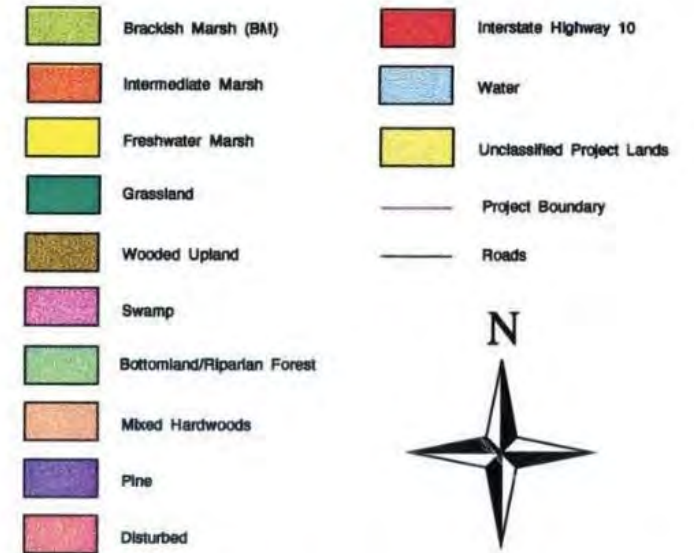 Brackish Marsh (BM)
Intermediate Marsh
Freshwater Marsh
Grassland
Wooded Upland
Swamp
Bottomland/Riparian Forest
Mixed Hardwoods
Pine
Disturbed
Interstate Highway 10
Water
Unclassified Project Lands
Project Boundary
Roads
N